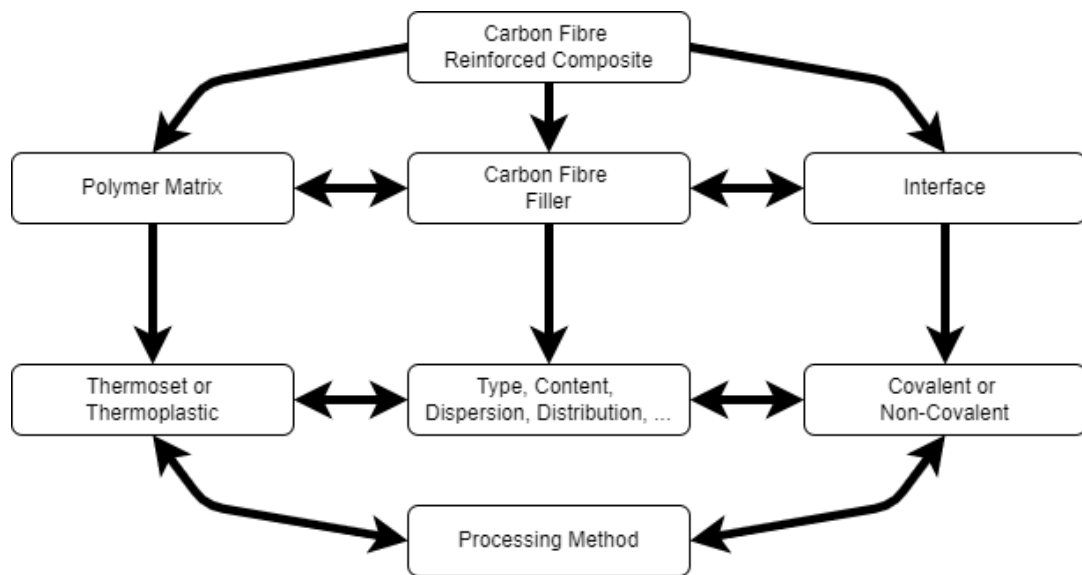 Carbon Fibre
Reinforced Composite
Polymer Matrix
Carbon Fibre
Filler
Interface
Thermoset or
Thermoplastic
Type, Content,
Dispersion, Distribution, ...
Covalent or
Non-Covalent
Processing Method